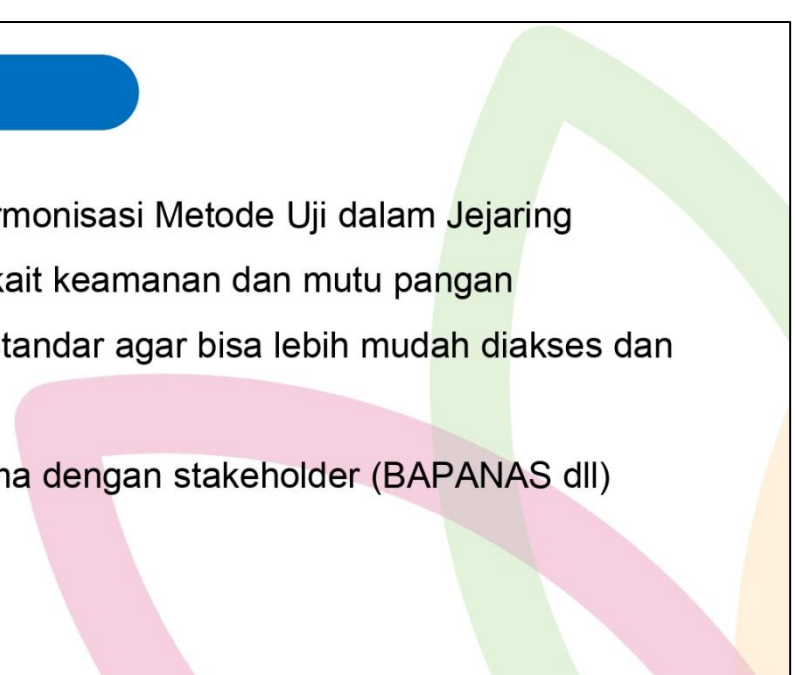 rmonisasi Metode Uji dalam Jejaring
kait keamanan dan mutu pangan
tandar agar bisa lebih mudah diakses dan
na dengan stakeholder (BAPANAS dll)